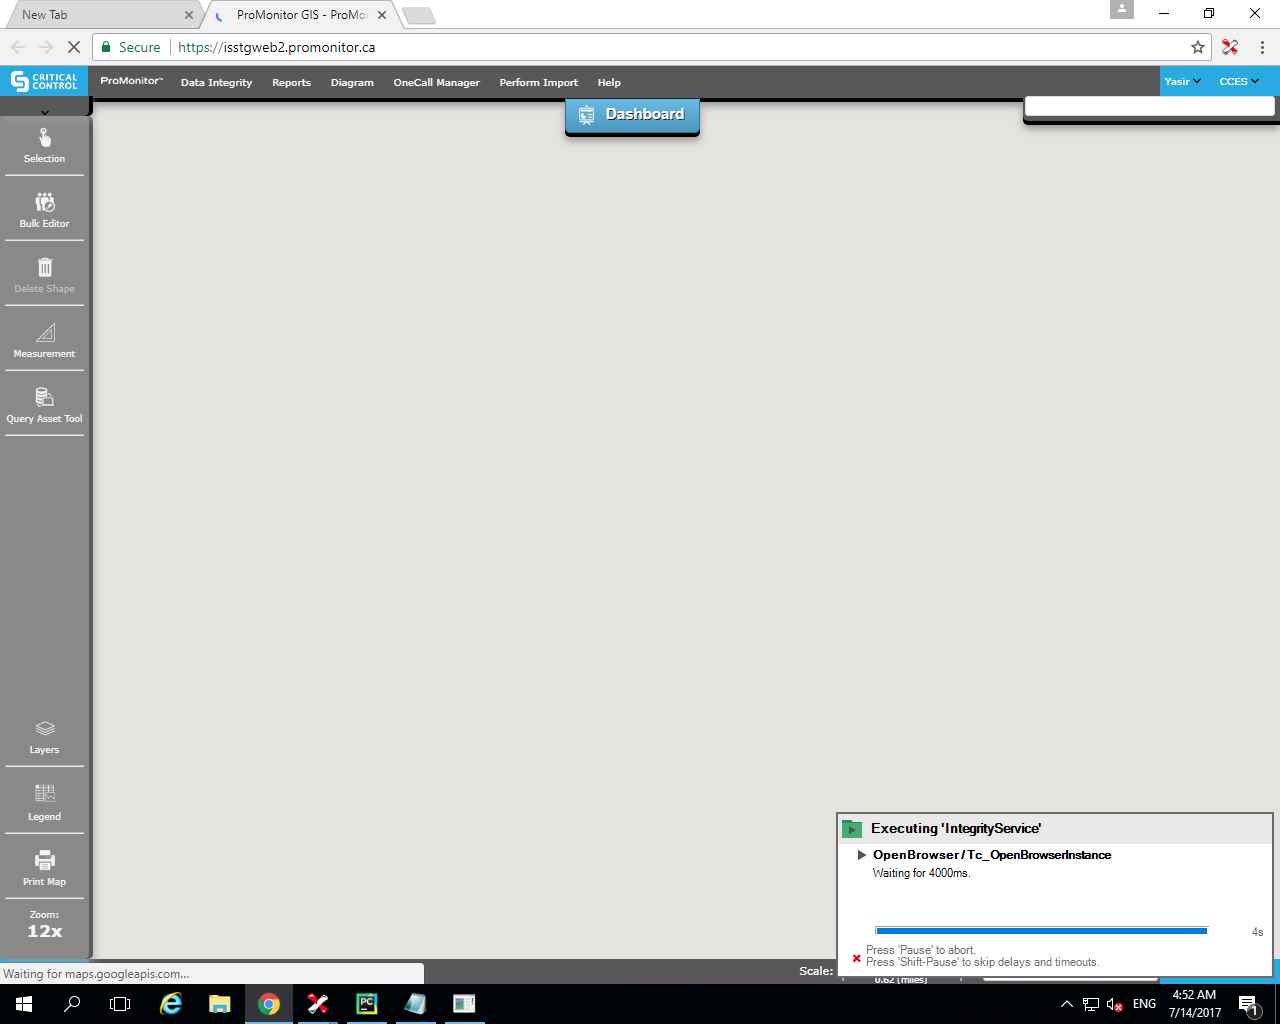 New Tab
ProMonitor GIS - ProMo
Secure
https://isstgweb2.promonitor.ca
CRITICAL
CONTROL
ProMonitor™
Data Integrity
Reports
Diagram
OneCall Manager
Perform Import
Help
Yasir
CCES
Dashboard
Selection
Bulk Editor
Delete Shape
Measurement
Query Asset Tool
Layers
Legend
Print Map
Zoom:
12x
Executing 'IntegrityService'
OpenBrowser/Tc_OpenBrowserInstance
Waiting for 4000ms.
4s
Press 'Pause' to abort.
Press 'Shift-Pause' to skip delays and timeouts.
Waiting for maps.googleapis.com...
Scale:
0.62 (miles)
PC
ENG
4:52 AM
7/14/2017
1